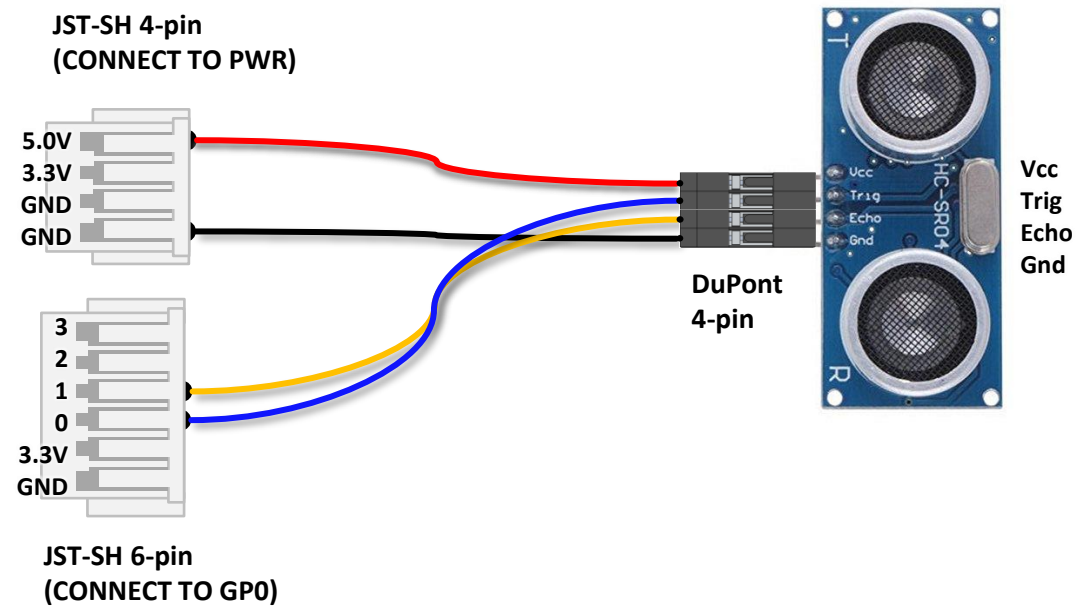 JST-SH 4-pin
(CONNECT TO PWR)
5.0V
3.3V
GND
GND
3
2
1
0
3.3V
GND
JST-SH 6-pin
(CONNECT TO GP0)
DuPont
4-pin
T
Vcc
Trig
Echo
Gnd
HC-SR04
R
Vcc
Trig
Echo
Gnd